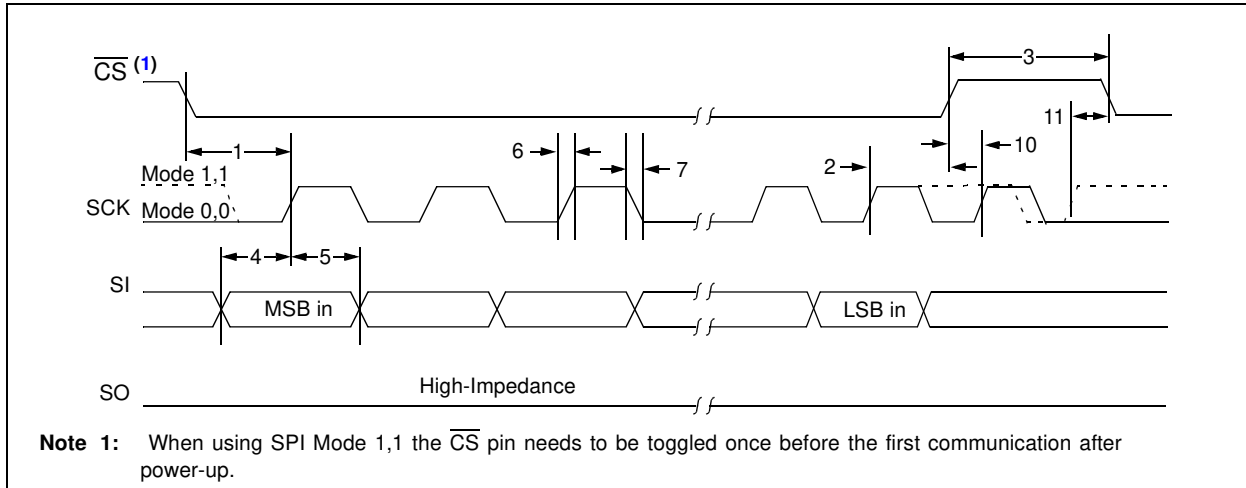 CS (1)
3
11
1
6
7
2
10
Mode 1,1
SCK
Mode 0,0
4
5
SI
MSB in
LSB in
SO
High-Impedance
Note 1: When using SPI Mode 1,1 the CS pin needs to be toggled once before the first communication after
power-up.